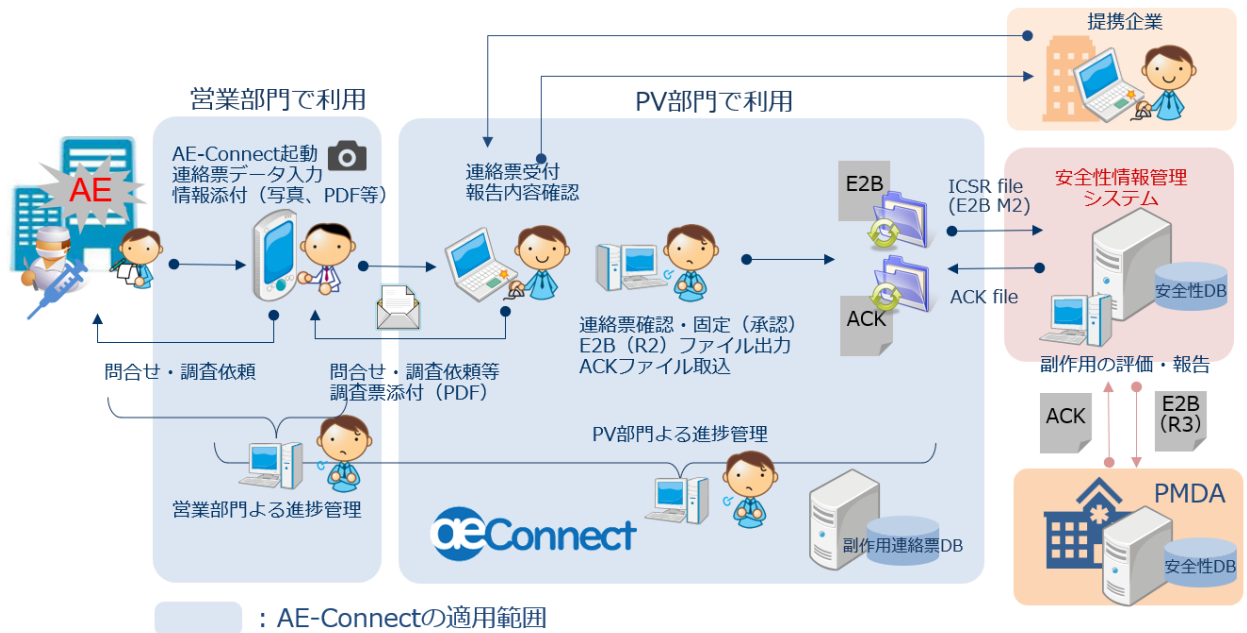 提携企業
営業部門で利用
PV部門で利用
AE
AE-Connect起動
連絡票データ入力
情報添付（写真、PDF等）
連絡票受付
報告内容確認
E2B
ICSR file
(E2B M2)
安全性情報管理
システム
ACK file
安全性DB
ACK
連絡票確認・固定（承認）
E2B（R2）ファイル出力
ACKファイル取込
問合せ・調査依頼
問合せ・調査依頼等
調査票添付（PDF）
副作用の評価・報告
ACK
E2B
（R3）
PV部門よる進捗管理
営業部門よる進捗管理
aeConnect
副作用連絡票DB
PMDA
安全性DB
：AE-Connectの適用範囲